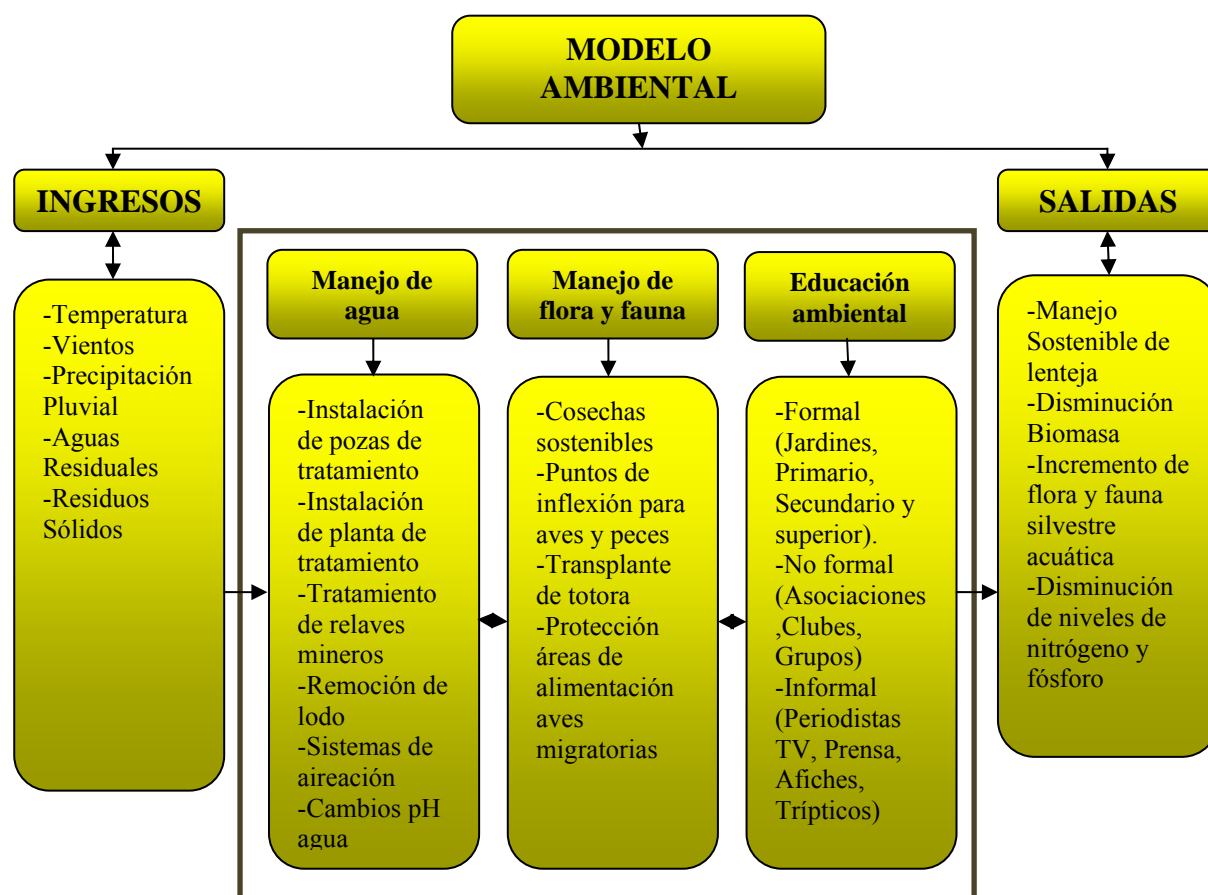 MODELO
AMBIENTAL
INGRESOS
SALIDAS
-Temperatura
-Vientos
-Precipitación
Pluvial
-Aguas
Residuales
-Residuos
Sólidos
Manejo de
agua
-Instalación
de pozas de
tratamiento
-Instalación
de planta de
tratamiento
-Tratamiento
de relaves
mineros
-Remoción de
lodo
-Sistemas de
aireación
-Cambios pH
agua
Manejo de
flora y fauna
-Cosechas
sostenibles
-Puntos de
inflexión para
aves y peces
-Transplante
de totora
-Protección
áreas de
alimentación
aves
migratorias
Educación
ambiental
-Formal
(Jardines,
Primario,
Secundario y
superior).
-No formal
(Asociaciones
,Clubes,
Grupos)
-Informal
(Periodistas
TV, Prensa,
Afiches,
Trípticos)
-Manejo
Sostenible de
lenteja
-Disminución
Biomasa
-Incremento de
flora y fauna
silvestre
acuática
-Disminución
de niveles de
nitrógeno y
fósforo